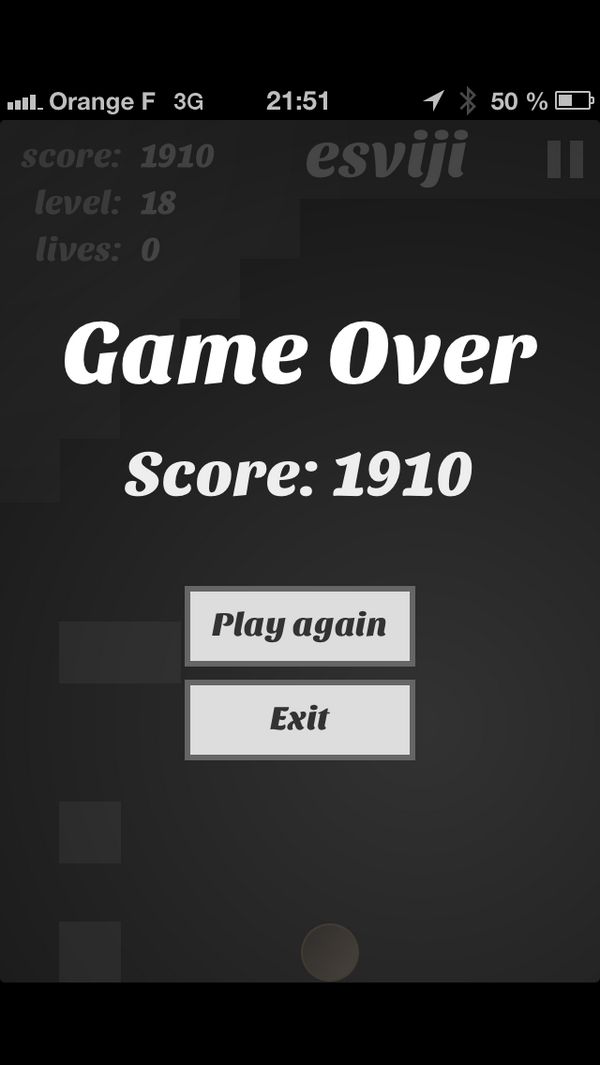 Orange F 3G 21:51 50 %
score: 1910
esviji
level: 18
lives: 0
Game Over
Score: 1910
Play again
Exit